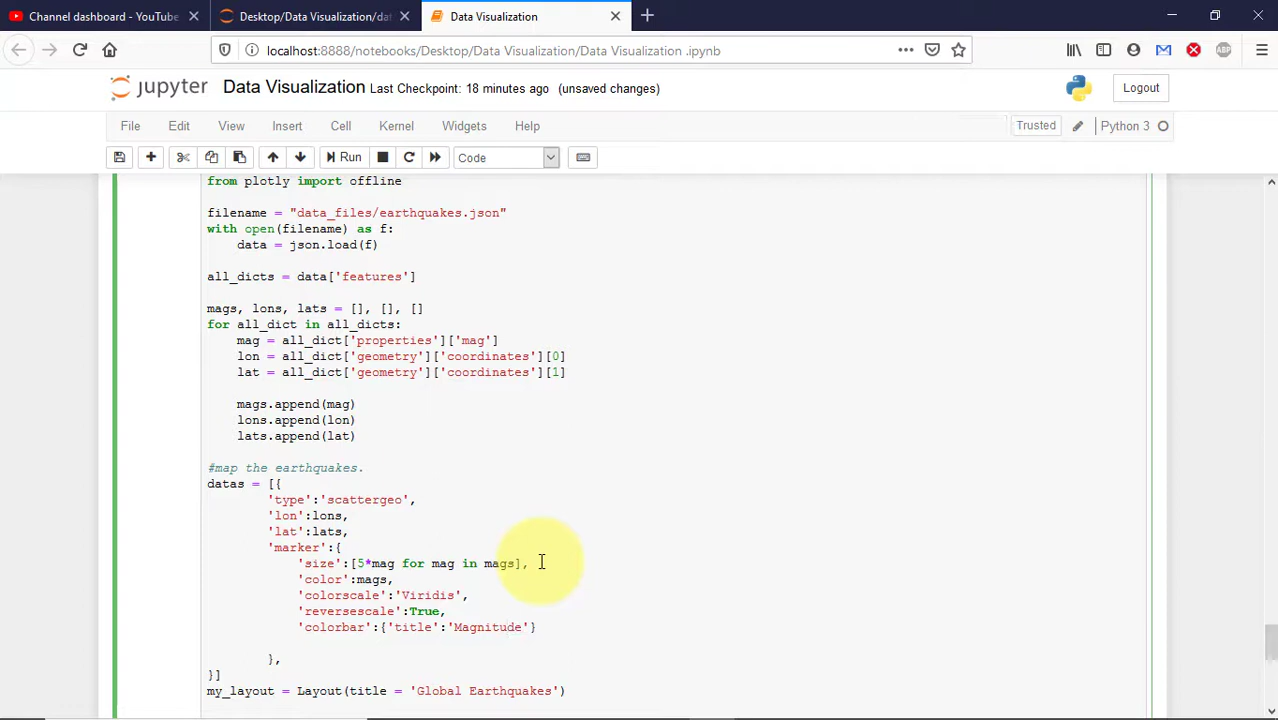 Channel dashboard - YouTube
Desktop/Data Visualization/dat
Data Visualization
localhost:8888/notebooks/Desktop/Data Visualization/Data Visualization .ipynb
ABP
jupyter Data Visualization Last Checkpoint: 18 minutes ago (unsaved changes)
Logout
File Edit View Insert Cell Kernel Widgets Help
Trusted
Python 3
Run
Code
from plotly import offline
filename = "data_files/earthquakes.json"
with open(filename) as f:
data = json.load(f)
all_dicts = data['features']
mags, lons, lats = [], [], []
for all_dict in all_dicts:
mag = all_dict['properties']['mag']
lon = all_dict['geometry']['coordinates'][0]
lat = all_dict['geometry']['coordinates'][1]
mags.append(mag)
lons.append(lon)
lats.append(lat)
#map the earthquakes.
datas = [{
'type':'scattergeo',
'lon':lons,
'lat':lats,
'marker':{
'size':[5*mag for mag in mags],
'color':mags,
'colorscale':'Viridis',
'reversescale':True,
'colorbar':{'title':'Magnitude'}
},
}]
my_layout = Layout(title = 'Global Earthquakes')